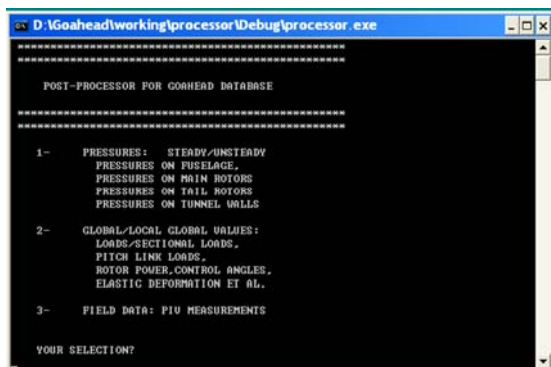 D:\Goahead\working\processor\Debug\processor.exe
**************************************************
**************************************************
POST-PROCESSOR FOR GOAHEAD DATABASE
**************************************************
**************************************************
1- PRESSURES: STEADY/UNSTEADY
PRESSURES ON FUSELAGE,
PRESSURES ON MAIN ROTORS
PRESSURES ON TAIL ROTORS
PRESSURES ON TUNNEL WALLS
2- GLOBAL/LOCAL GLOBAL VALUES:
LOADS/SECTIONAL LOADS,
PITCH LINK LOADS,
ROTOR POWER,CONTROL ANGLES,
ELASTIC DEFORMATION ET AL.
3- FIELD DATA: PIV MEASUREMENTS
YOUR SELECTION?